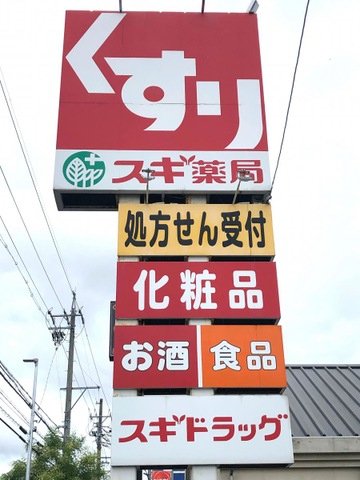 くすり
スギ薬局
処方せん受付
化粧品
お酒 食品
スギドラッグ